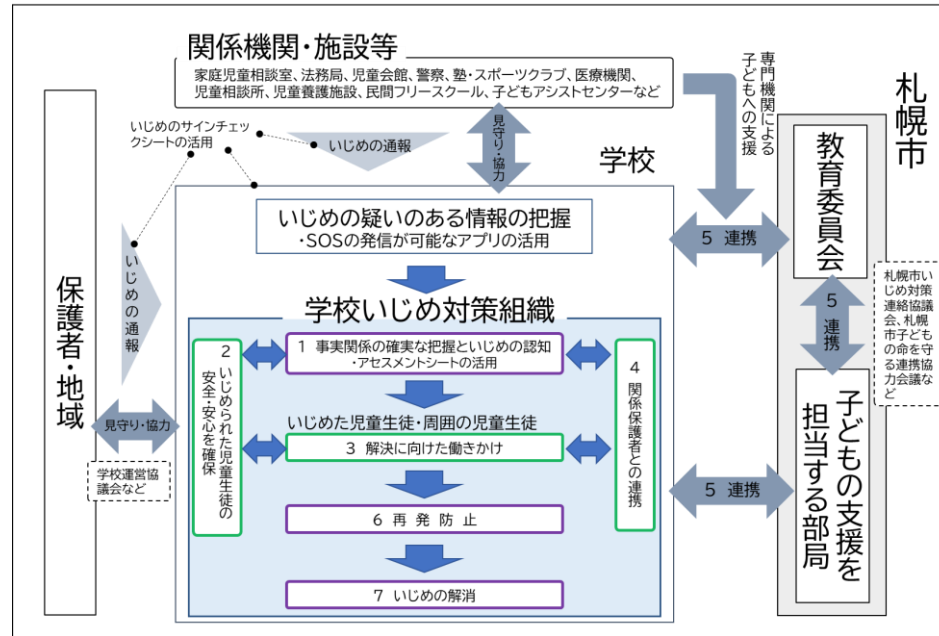 関係機関・施設等
家庭児童相談室、法務局、児童会館、警察、塾・スポーツクラブ、医療機関、
児童相談所、児童養護施設、民間フリースクール、子どもアシストセンターなど
専門機関による
子どもへの支援
札幌市
いじめのサインチェッ
クシートの活用
いじめの通報
見守り・協力
学校
いじめの疑いのある情報の把握
・SOSの発信が可能なアプリの活用
5 連携
教育委員会
保護者・地域
いじめの通報
学校いじめ対策組織
1 事実関係の確実な把握といじめの認知
・アセスメントシートの活用
2
いじめられた児童生徒の
安全・安心を確保
4 関係保護者との連携
いじめた児童生徒・周囲の児童生徒
3 解決に向けた働きかけ
5 連携
札幌市いじ
め対策
連絡協議
会、札幌
市子ども
の命を守
る連携協
力会議な
ど
見守り・協力
学校運営協
議会など
6 再 発 防 止
5 連携
子どもの支援を
担当する部局
7 いじめの解消